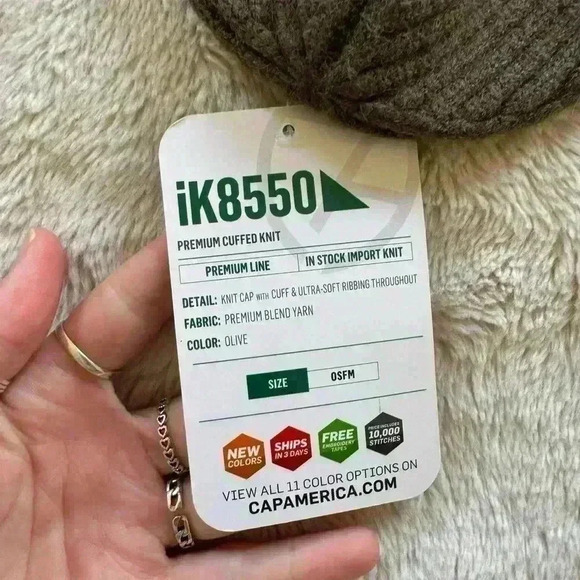 iK8550
PREMIUM CUFFED KNIT
PREMIUM LINE IN STOCK IMPORT KNIT
DETAIL: KNIT CAP WITH CUFF & ULTRA-SOFT RIBBING THROUGHOUT
FABRIC: PREMIUM BLEND YARN
COLOR: OLIVE
SIZE OSFM
NEW
COLORS
SHIPS
IN 3 DAYS
FREE
EMBROIDERY
TAPES
PRICE INCLUDES
10,000
STITCHES
VIEW ALL 11 COLOR OPTIONS ON
CAPAMERICA.COM